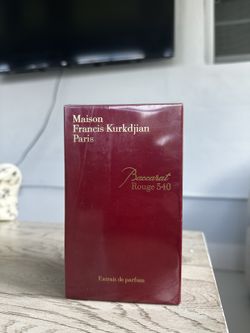 Maison
Francis Kurkdjian
Paris
Baccarat
Rouge 540
Extrait de parfum